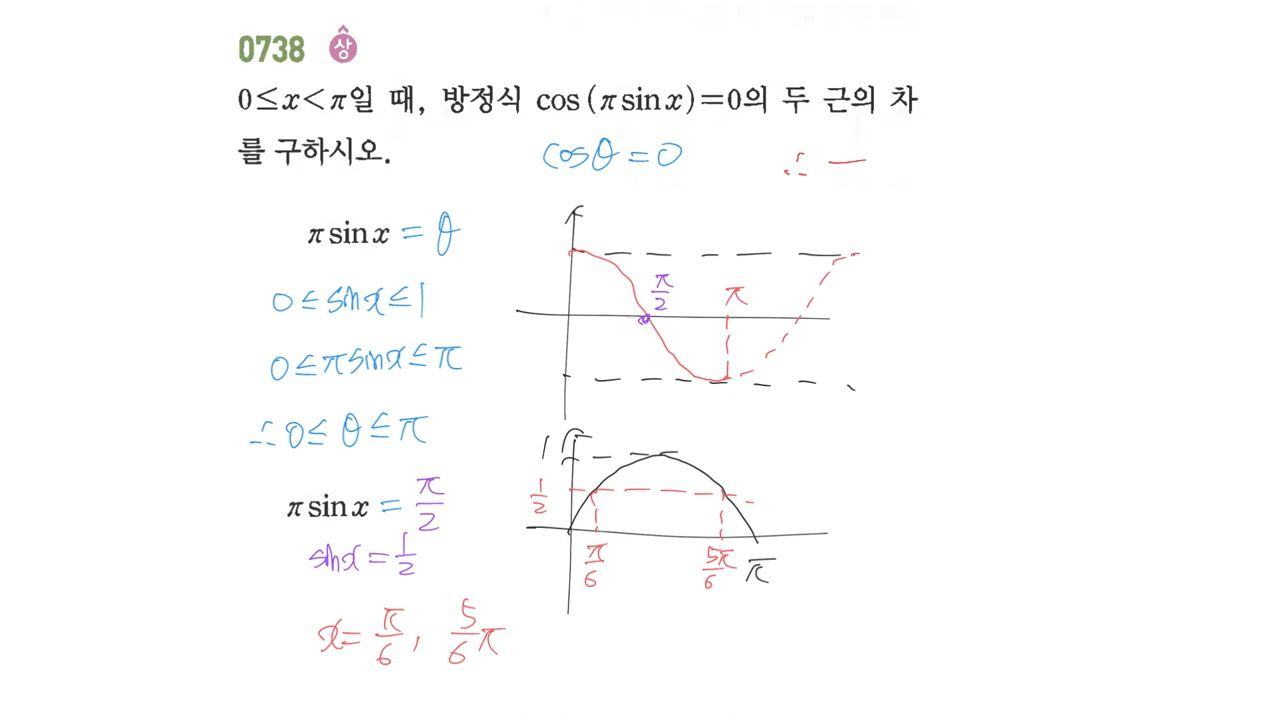 0738 상
0≤x<π일 때, 방정식 cos(π sin x)=0의 두 근의 차
를 구하시오.
cosθ = 0
∴ —
π sin x = θ
0 ≤ sinx ≤ 1
0 ≤ π sinx ≤ π
∴ 0 ≤ θ ≤ π
π/2
π
π sin x = π/2
sinx = 1/2
x = π/6, 5/6 π
1
1/2
π/6
5π/6
π